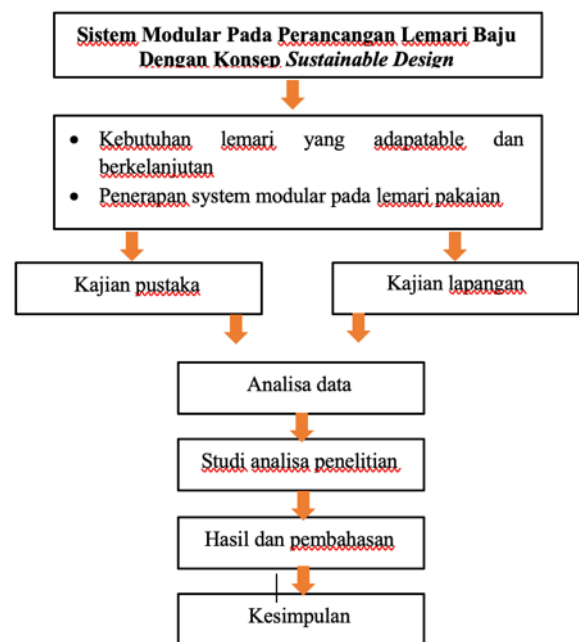 Sistem Modular Pada Perancangan Lemari Baju
Dengan Konsep Sustainable Design
• Kebutuhan lemari yang adapatable dan
berkelanjutan
• Penerapan system modular pada lemari pakaian
Kajian pustaka
Kajian lapangan
Analisa data
Studi analisa penelitian
Hasil dan pembahasan
Kesimpulan